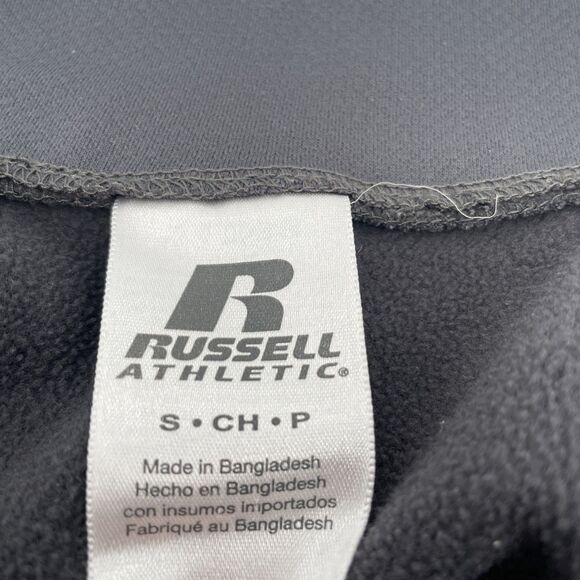 R
RUSSELL
ATHLETIC®
S • CH • P
Made in Bangladesh
Hecho en Bangladesh
con insumos importados
Fabriqué au Bangladesh